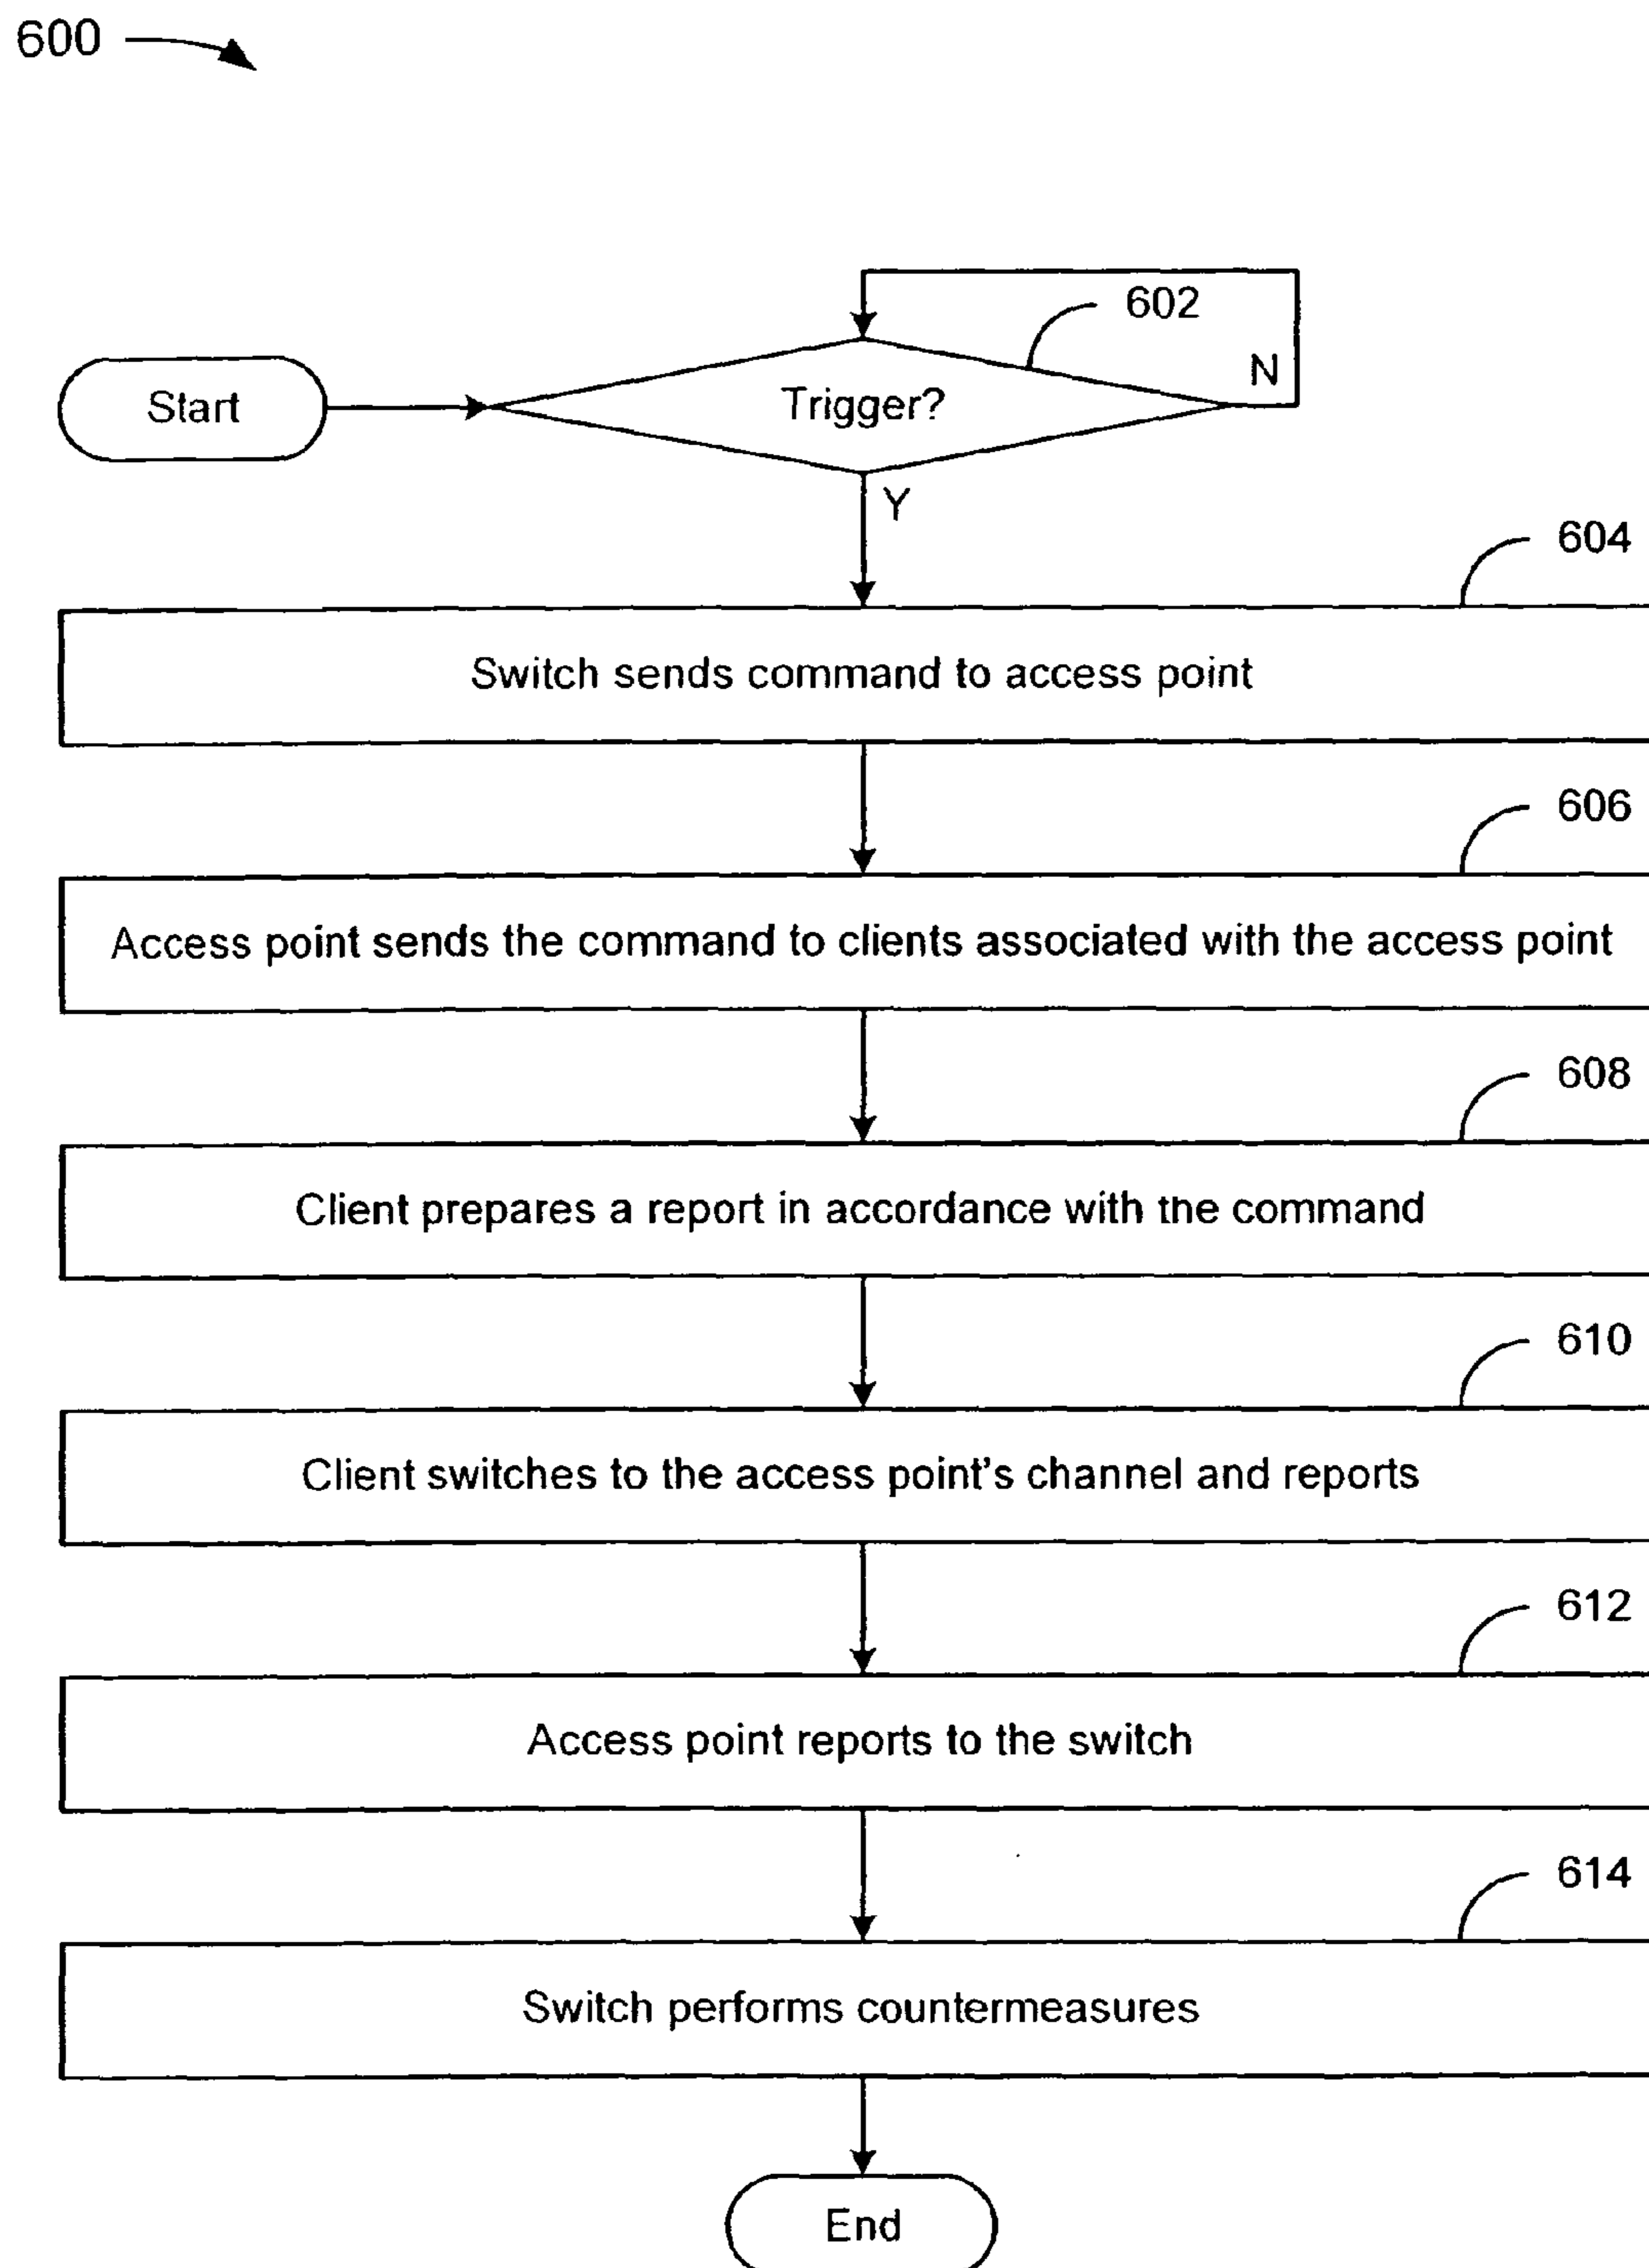 600
602
Start
Trigger?
N
Y
604
Switch sends command to access point
606
Access point sends the command to clients associated with the access point
608
Client prepares a report in accordance with the command
610
Client switches to the access point's channel and reports
612
Access point reports to the switch
614
Switch performs countermeasures
End